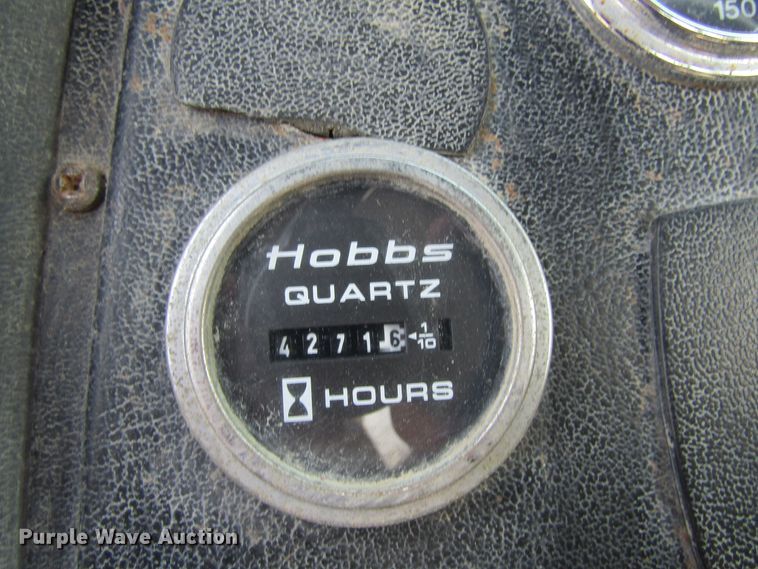 150
Hobbs
QUARTZ
42716 ◄1/10
HOURS
Purple Wave Auction